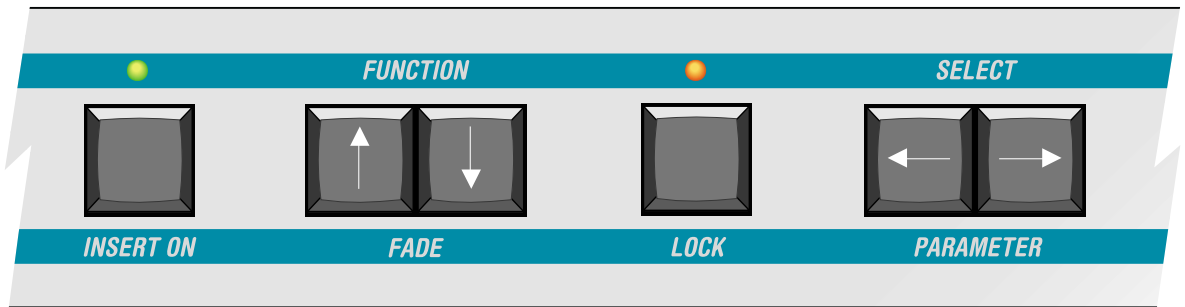 FUNCTION
SELECT
INSERT ON
FADE
LOCK
PARAMETER